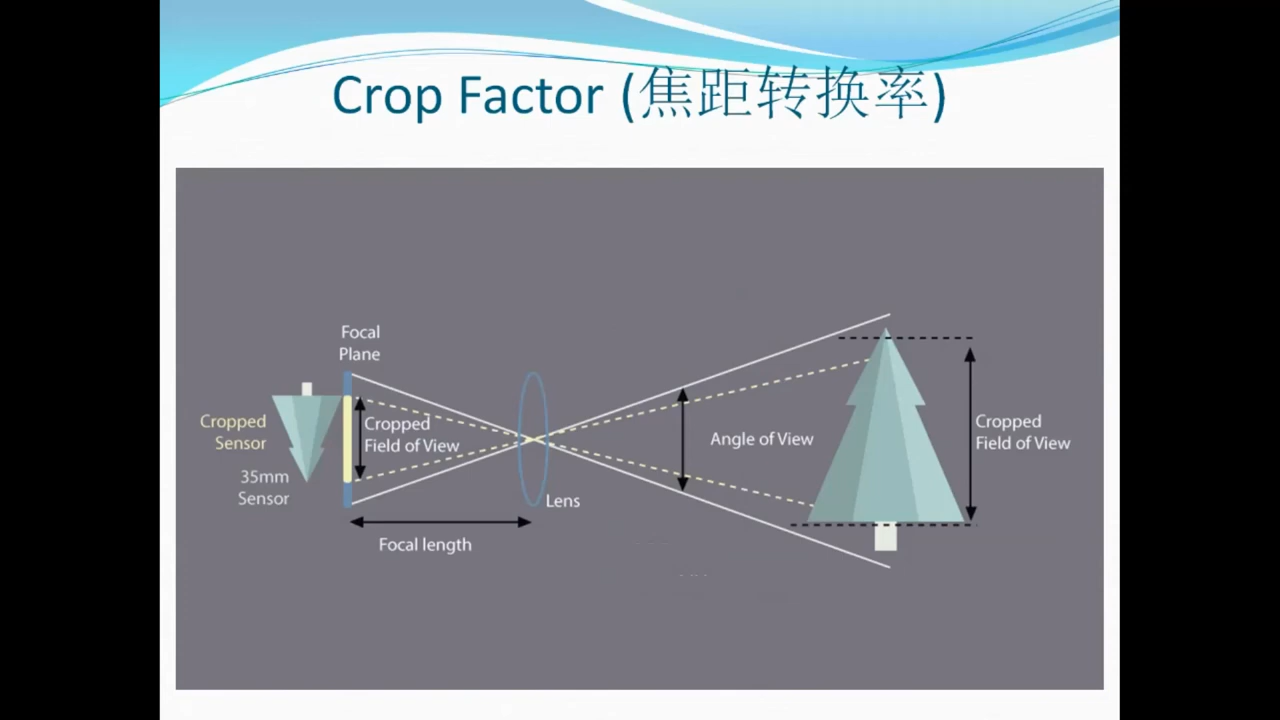 Crop Factor (焦距转换率)
Focal
Plane
Cropped
Sensor
35mm
Sensor
Cropped
Field of View
Focal length
Lens
Angle of View
Cropped
Field of View